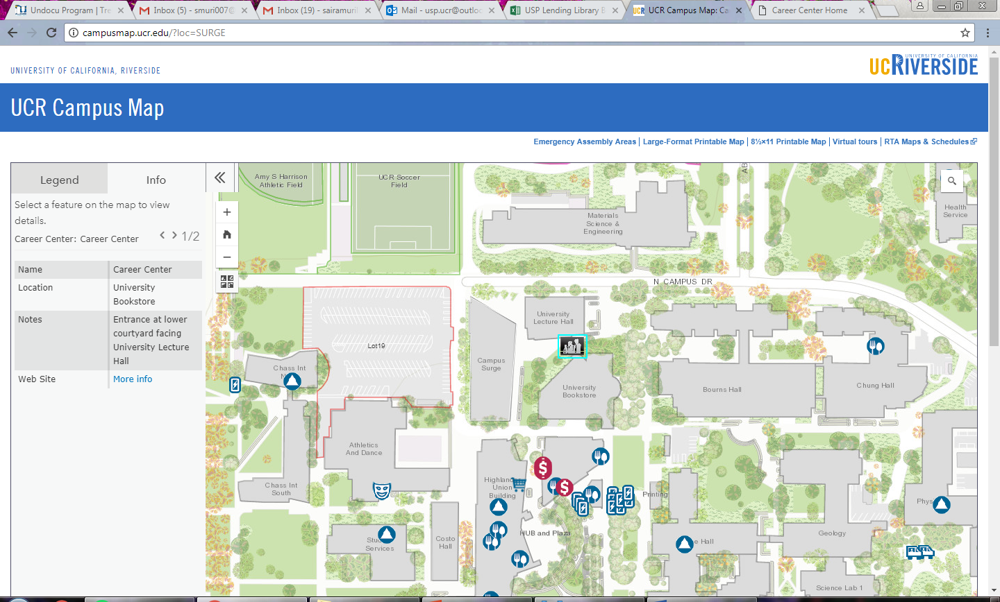 Undocu Program | Tre
Inbox (5) - smuri007@
Inbox (19) - sairamuri
Mail - usp.ucr@outloo
USP Lending Library B
UCR Campus Map: Ca
Career Center Home
campusmap.ucr.edu/?loc=SURGE
UNIVERSITY OF CALIFORNIA, RIVERSIDE
UNIVERSITY OF CALIFORNIA
UCRIVERSIDE
UCR Campus Map
Emergency Assembly Areas | Large-Format Printable Map | 8½×11 Printable Map | Virtual tours | RTA Maps & Schedules
Legend
Info
Select a feature on the map to view
details.
Career Center: Career Center
1/2
Name
Career Center
Location
University
Bookstore
Notes
Entrance at lower
courtyard facing
University Lecture
Hall
Web Site
More info
Amy S Harrison
Athletic Field
UCR Soccer
Field
AB
Materials
Science &
Engineering
Health
Service
N CAMPUS DR
University
Lecture Hall
Lot19
Campus
Surge
Chass Int
University
Bookstore
Bourns Hall
Chung Hall
Athletics
And Dance
Chass Int
South
Highland
Union
Building
Printing
Phys
HUB and Plaza
Services
Costo
Hall
Hall
Geology
Science Lab 1